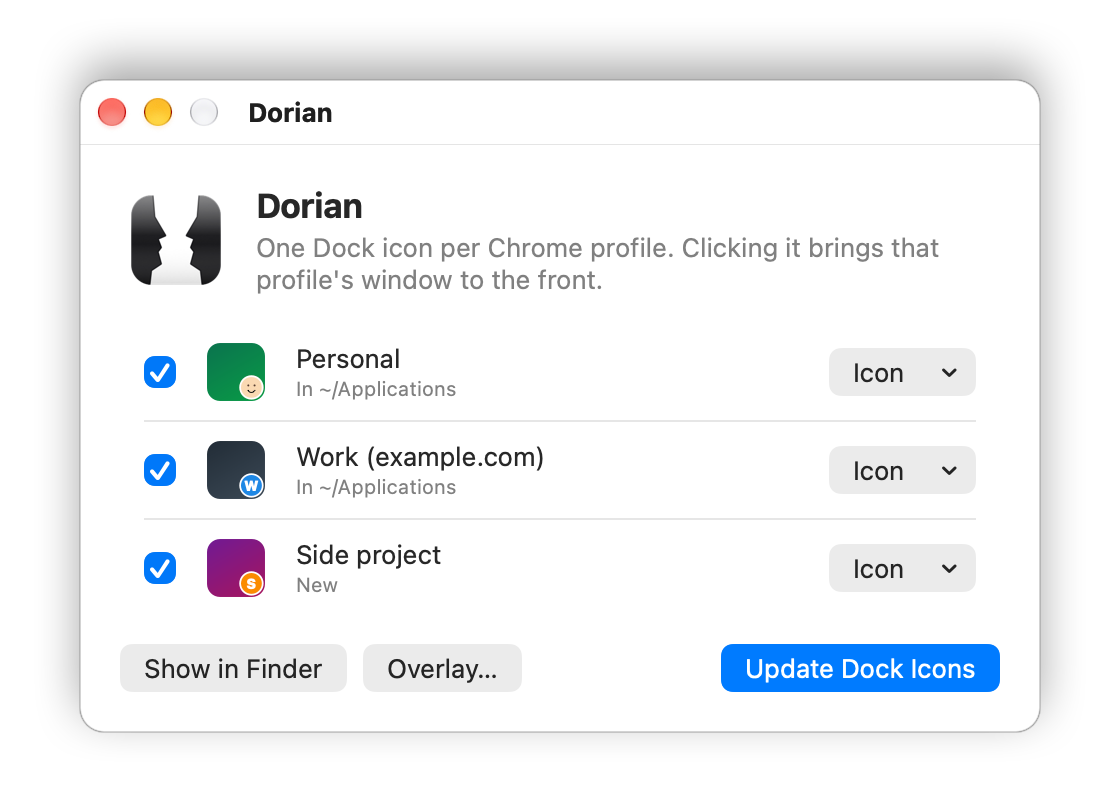 Dorian
Dorian
One Dock icon per Chrome profile. Clicking it brings that
profile's window to the front.
Personal
In ~/Applications
Icon
Work (example.com)
In ~/Applications
Icon
W
Side project
New
Icon
S
Show in Finder
Overlay...
Update Dock Icons